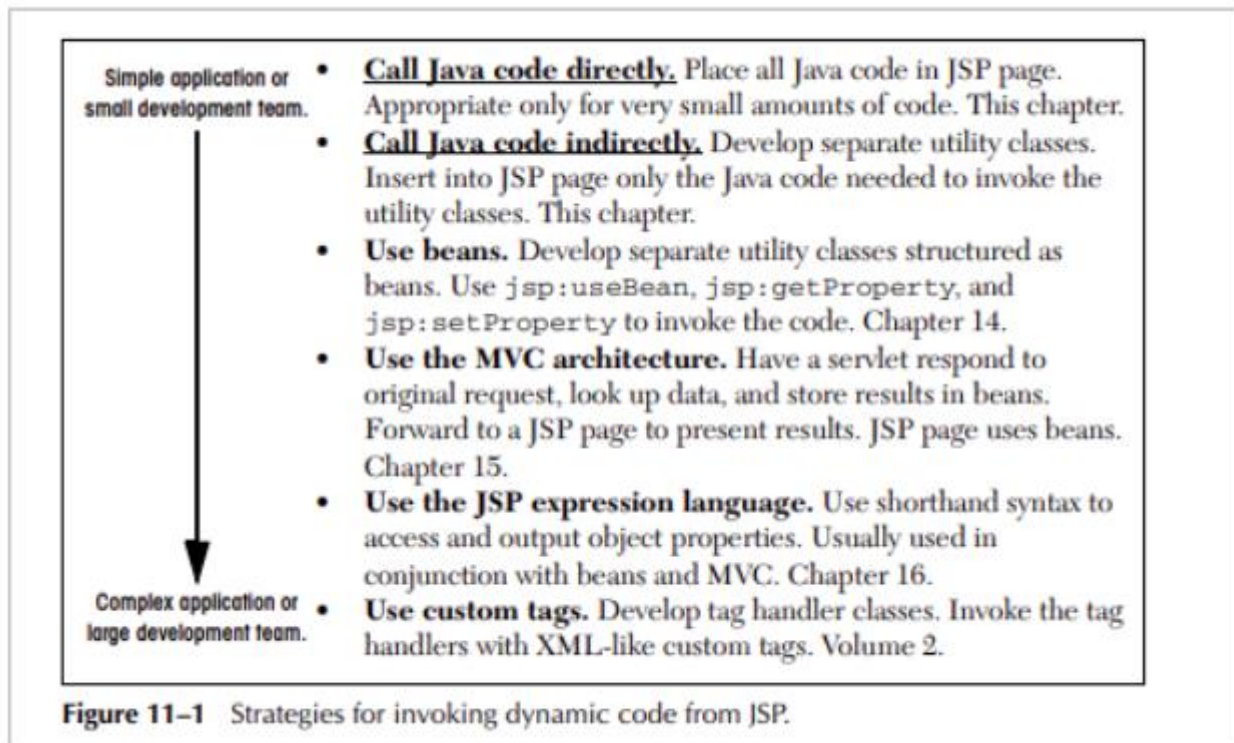 Simple application or
small development team.
• Call Java code directly. Place all Java code in JSP page.
Appropriate only for very small amounts of code. This chapter.
• Call Java code indirectly. Develop separate utility classes.
Insert into JSP page only the Java code needed to invoke the
utility classes. This chapter.
• Use beans. Develop separate utility classes structured as
beans. Use jsp:useBean, jsp:getProperty, and
jsp:setProperty to invoke the code. Chapter 14.
• Use the MVC architecture. Have a servlet respond to
original request, look up data, and store results in beans.
Forward to a JSP page to present results. JSP page uses beans.
Chapter 15.
• Use the JSP expression language. Use shorthand syntax to
access and output object properties. Usually used in
conjunction with beans and MVC. Chapter 16.
Complex application or
large development team.
• Use custom tags. Develop tag handler classes. Invoke the tag
handlers with XML-like custom tags. Volume 2.
Figure 11–1 Strategies for invoking dynamic code from JSP.